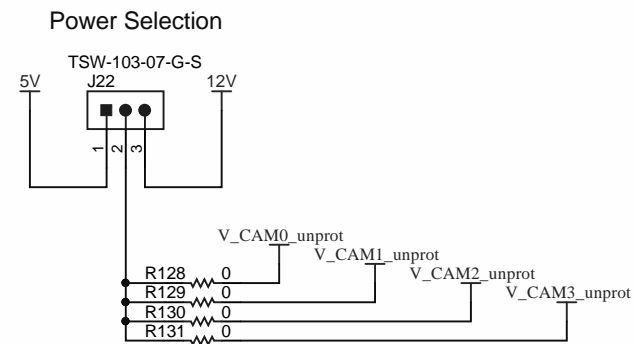 Power Selection
TSW-103-07-G-S
5V J22 12V
1 2 3
V_CAM0_unprot
V_CAM1_unprot
V_CAM2_unprot
V_CAM3_unprot
R128 0
R129 0
R130 0
R131 0